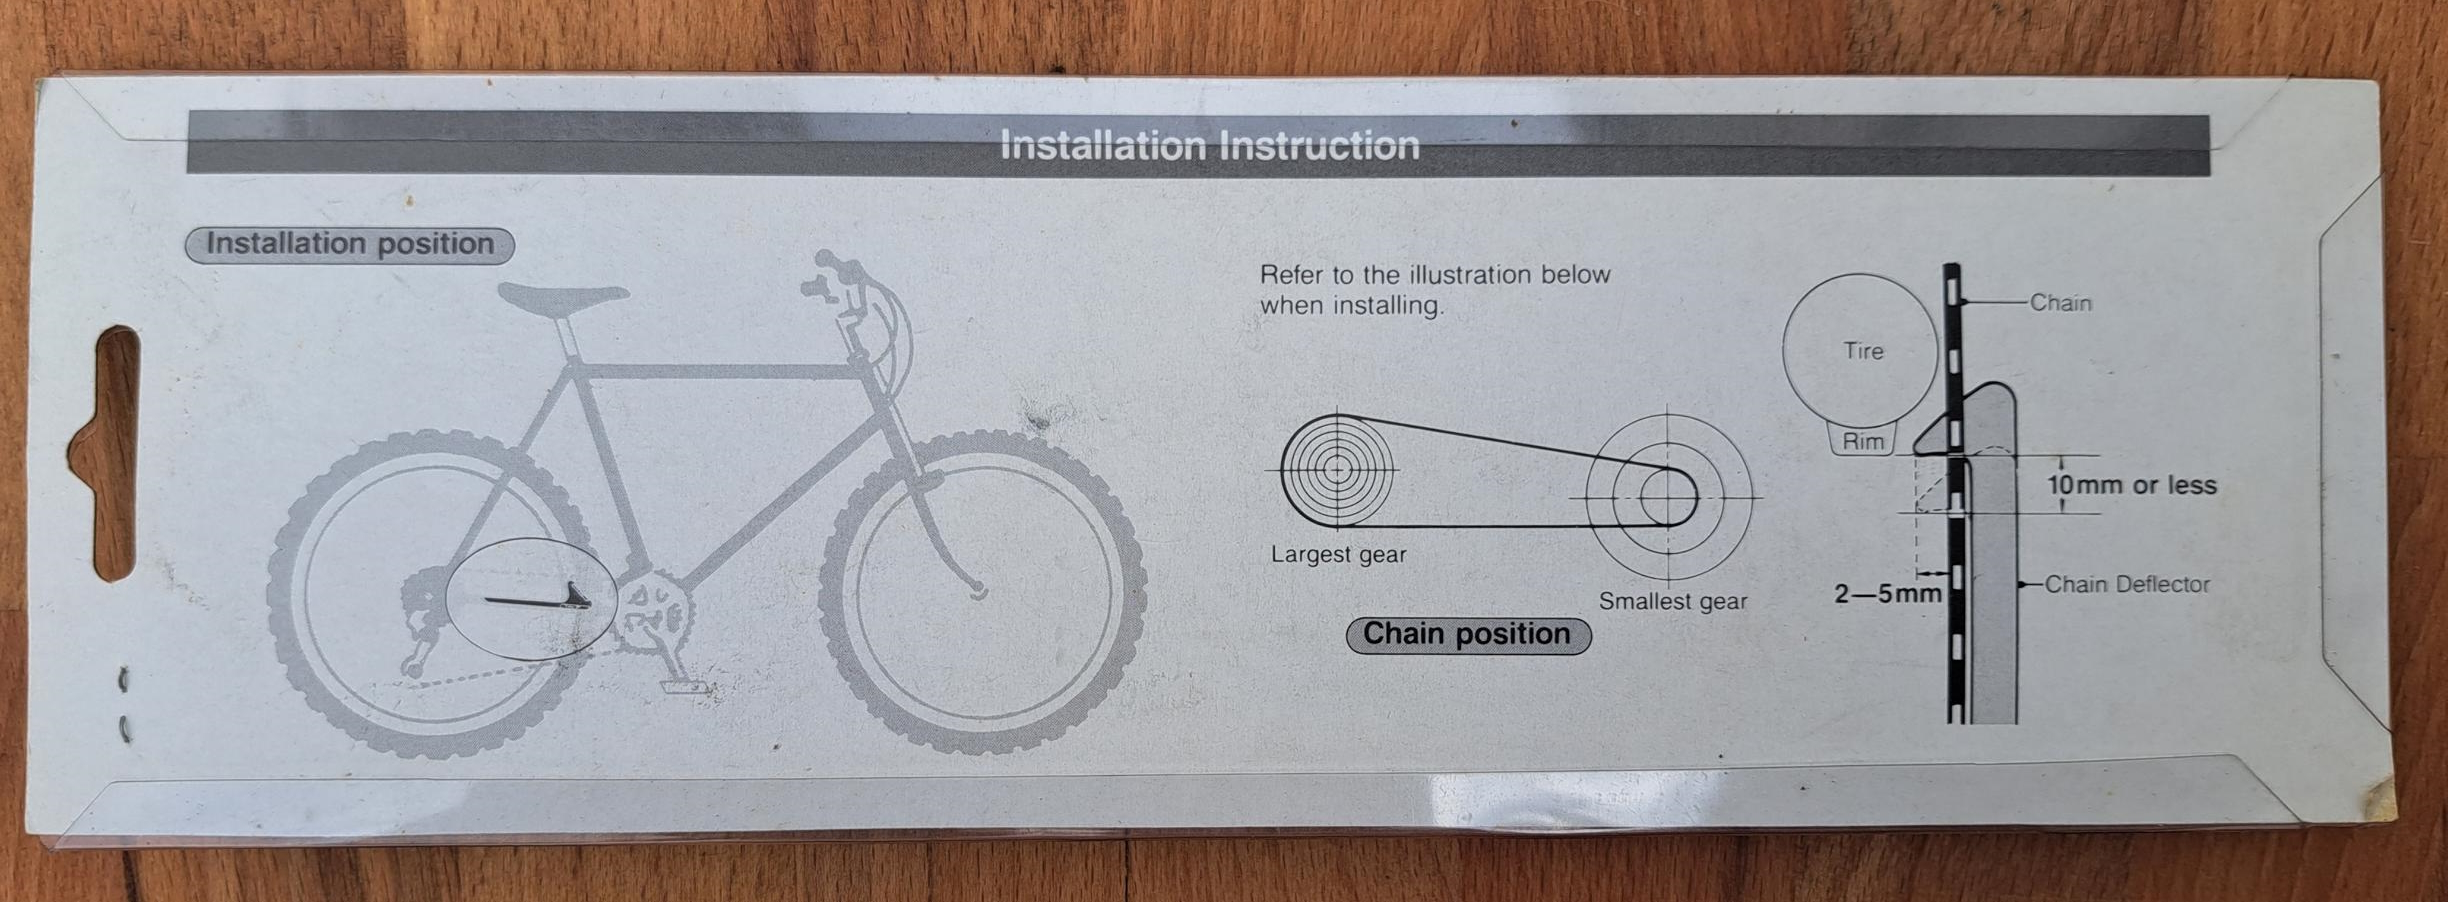 Installation Instruction
Installation position
Refer to the illustration below
when installing.
Largest gear
Smallest gear
Chain position
Chain
Tire
Rim
10mm or less
Chain Deflector
2—5mm